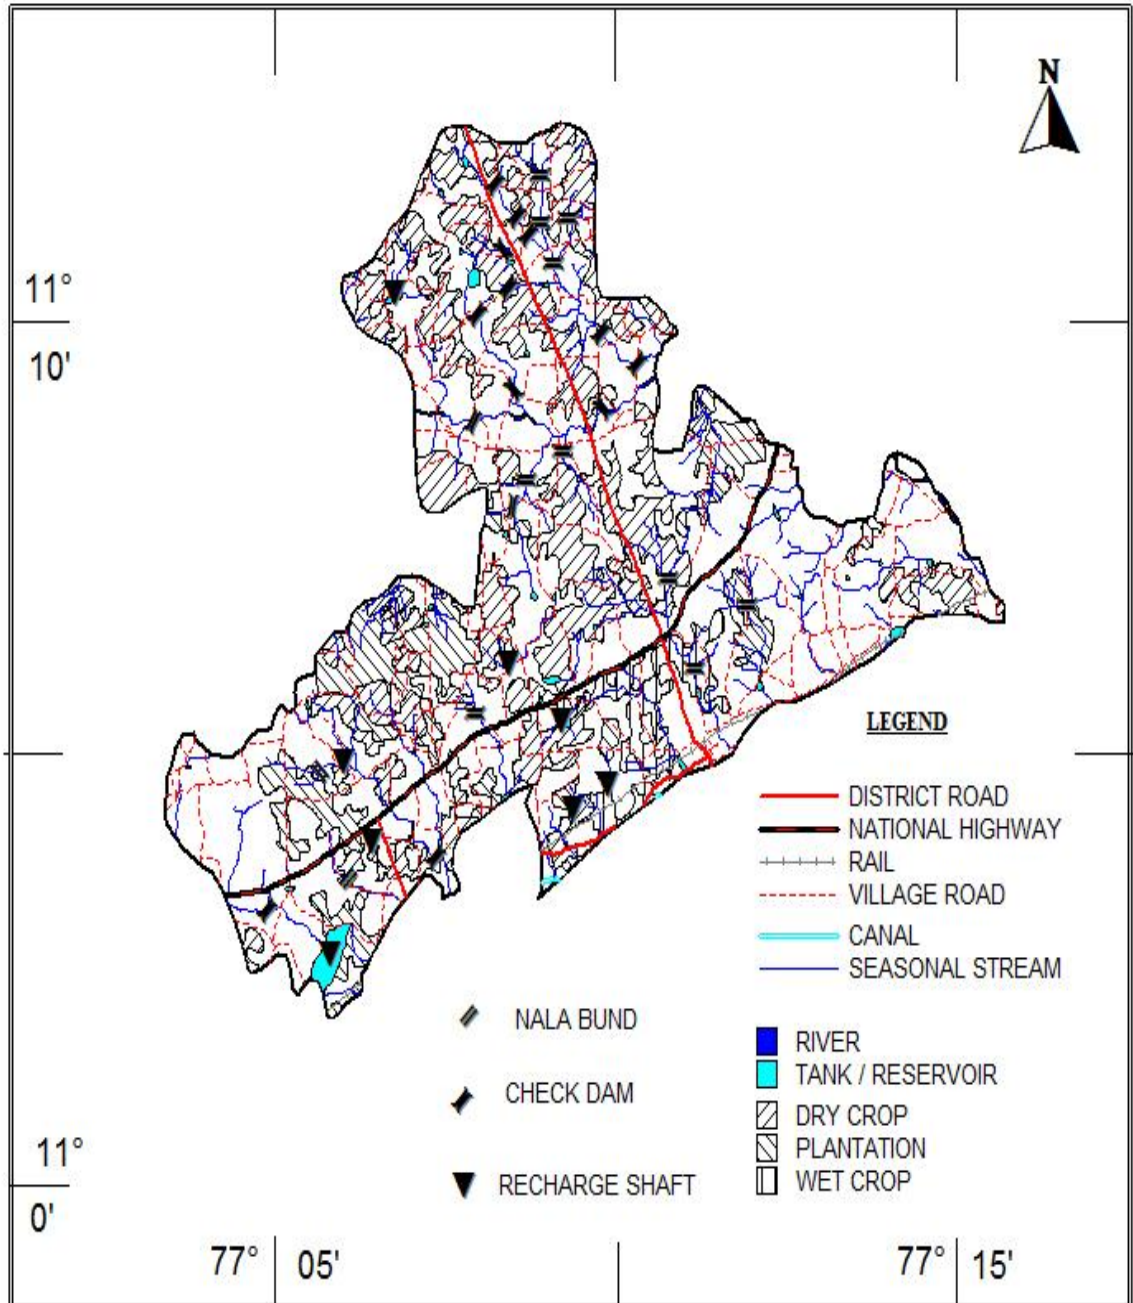 N
11°
10'
LEGEND
DISTRICT ROAD
NATIONAL HIGHWAY
RAIL
VILLAGE ROAD
CANAL
SEASONAL STREAM
NALA BUND
RIVER
TANK / RESERVOIR
CHECK DAM
DRY CROP
PLANTATION
WET CROP
RECHARGE SHAFT
11°
0'
77° 05'
77° 15'